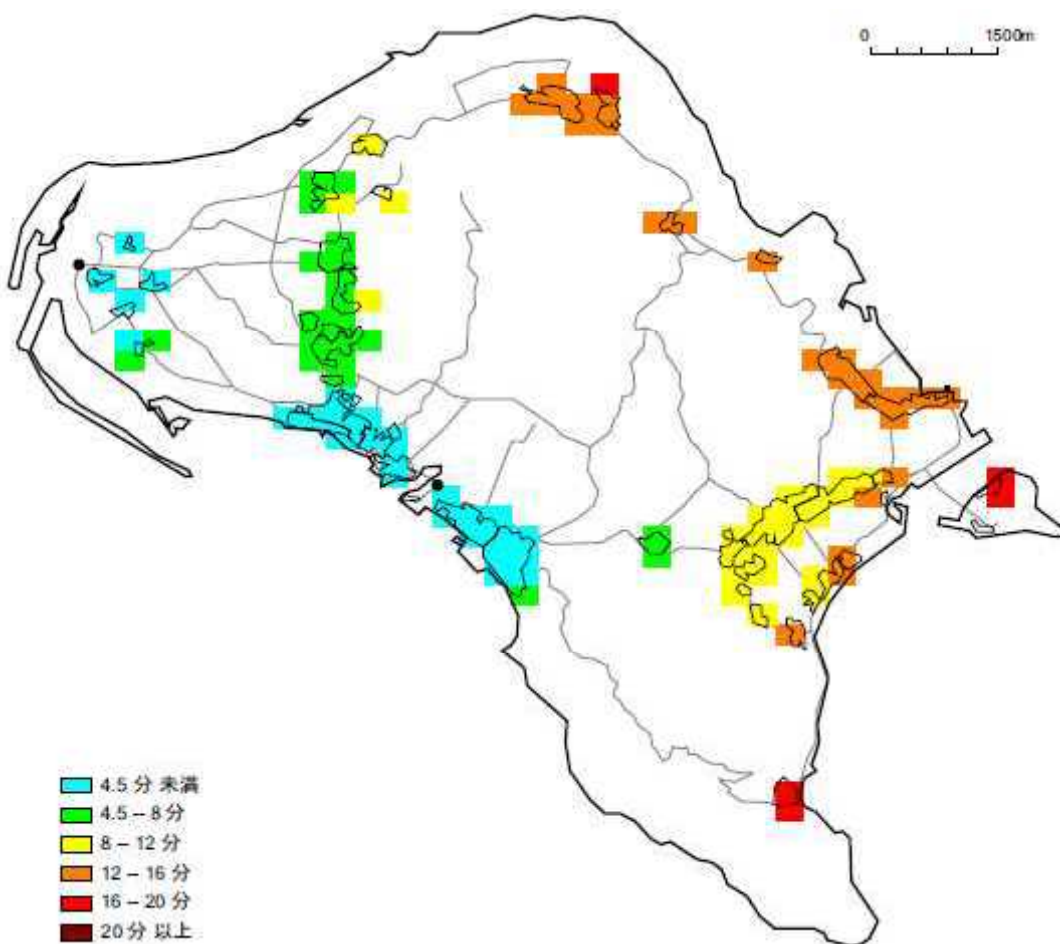 0 1500m
4.5 分 未満
4.5 – 8 分
8 – 12 分
12 – 16 分
16 – 20 分
20 分 以上